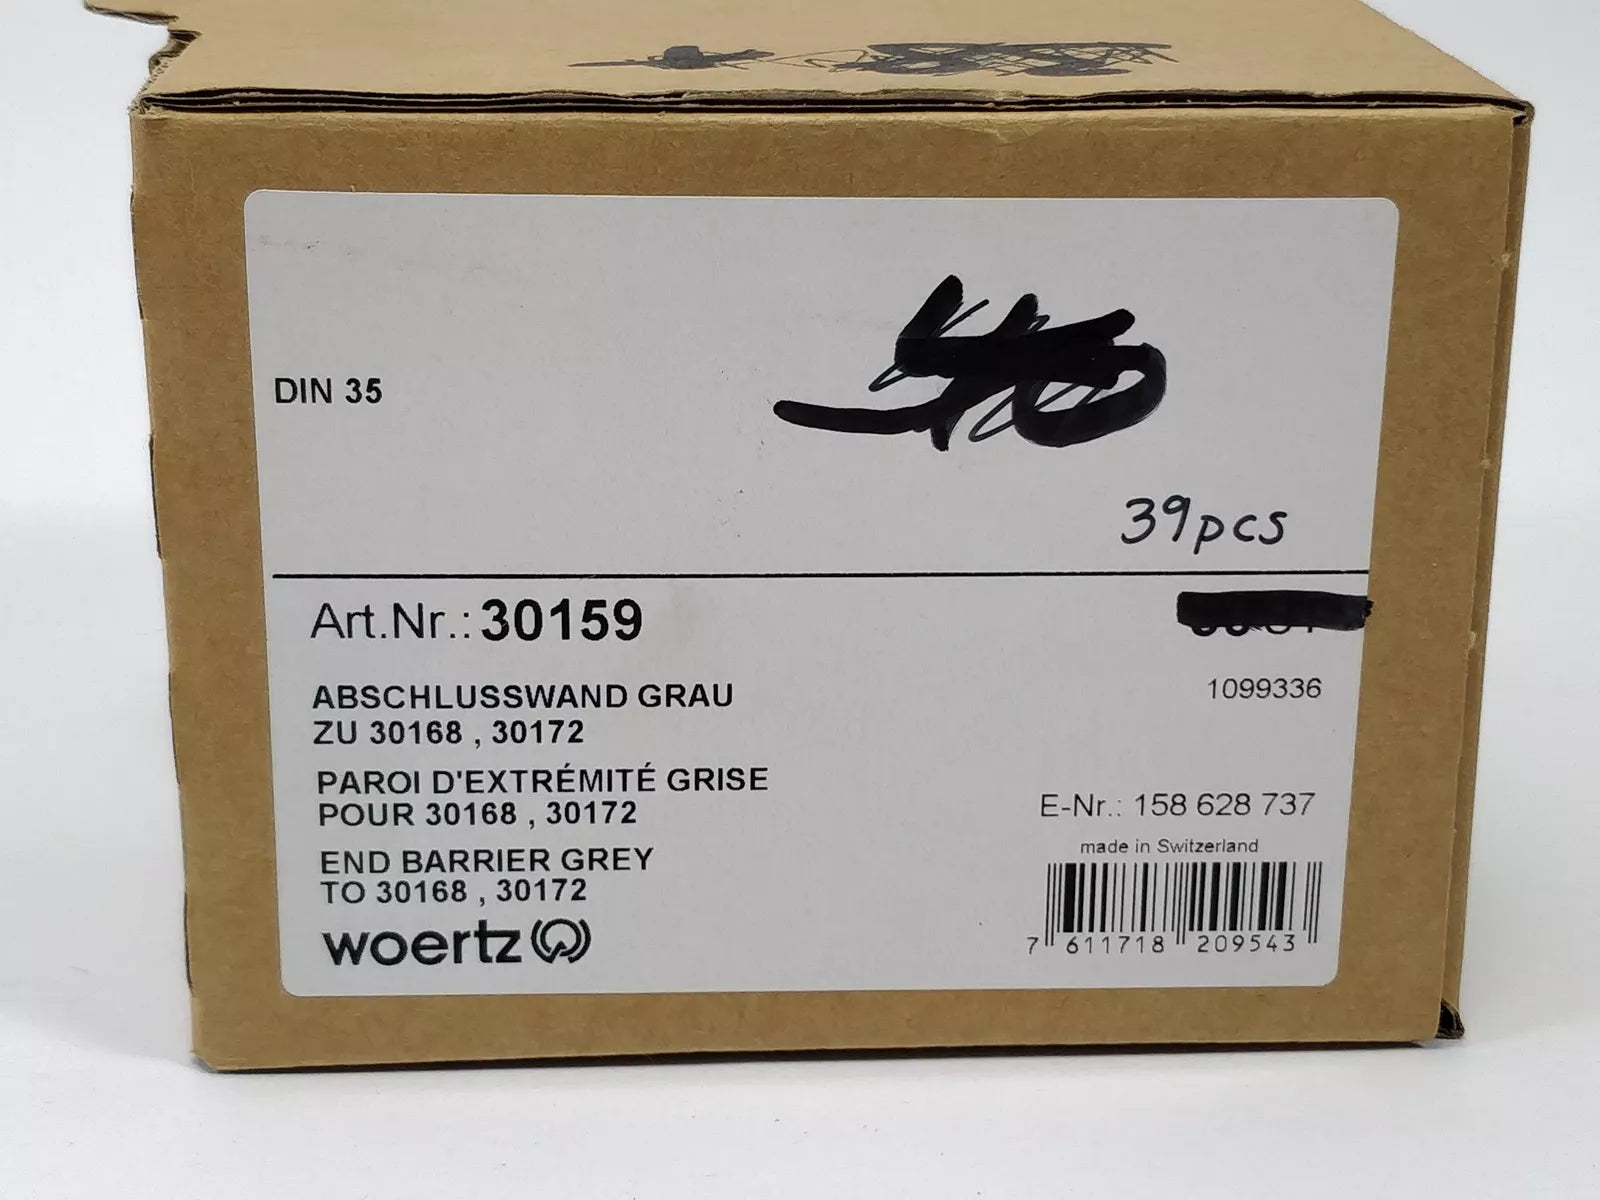 DIN 35
39pcs
Art.Nr.: 30159
ABSCHLUSSWAND GRAU
ZU 30168 , 30172
1099336
PAROI D'EXTRÉMITÉ GRISE
POUR 30168 , 30172
E-Nr.: 158 628 737
made in Switzerland
END BARRIER GREY
TO 30168 , 30172
woertz
7 611718 209543